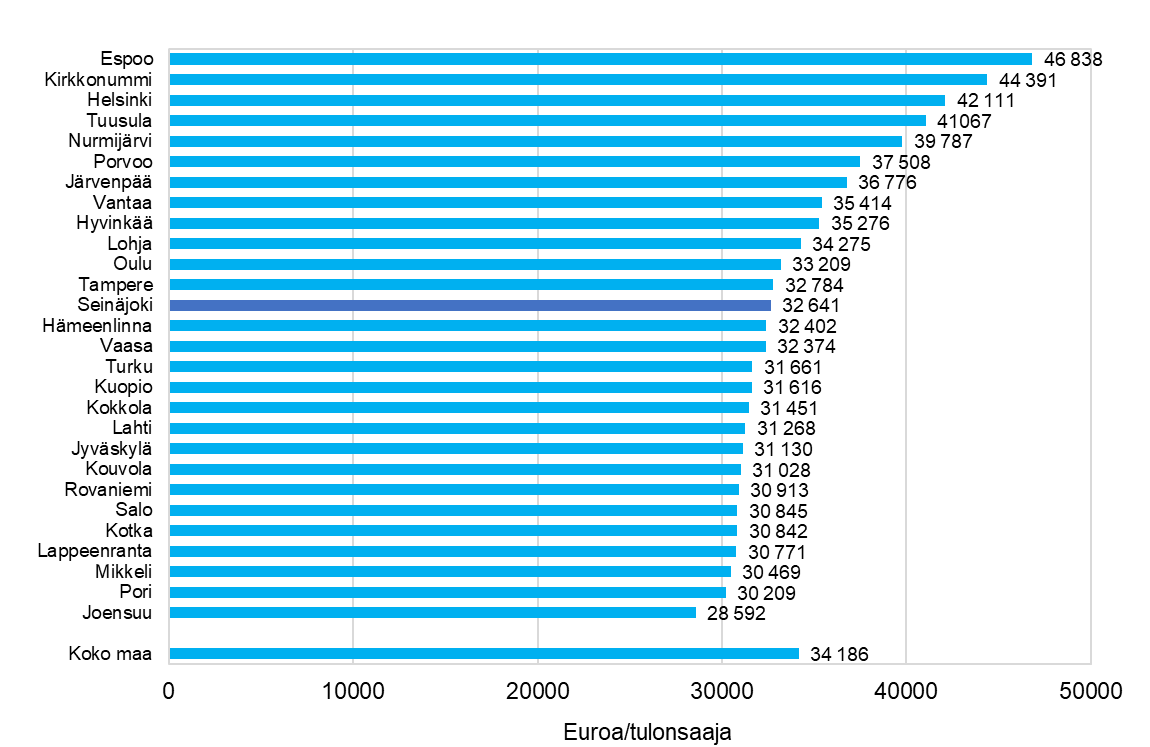 Espoo 46 838
Kirkkonummi 44 391
Helsinki 42 111
Tuusula 41067
Nurmijärvi 39 787
Porvoo 37 508
Järvenpää 36 776
Vantaa 35 414
Hyvinkää 35 276
Lohja 34 275
Oulu 33 209
Tampere 32 784
Seinäjoki 32 641
Hämeenlinna 32 402
Vaasa 32 374
Turku 31 661
Kuopio 31 616
Kokkola 31 451
Lahti 31 268
Jyväskylä 31 130
Kouvola 31 028
Rovaniemi 30 913
Salo 30 845
Kotka 30 842
Lappeenranta 30 771
Mikkeli 30 469
Pori 30 209
Joensuu 28 592
Koko maa 34 186
0 10000 20000 30000 40000 50000
Euroa/tulonsaaja